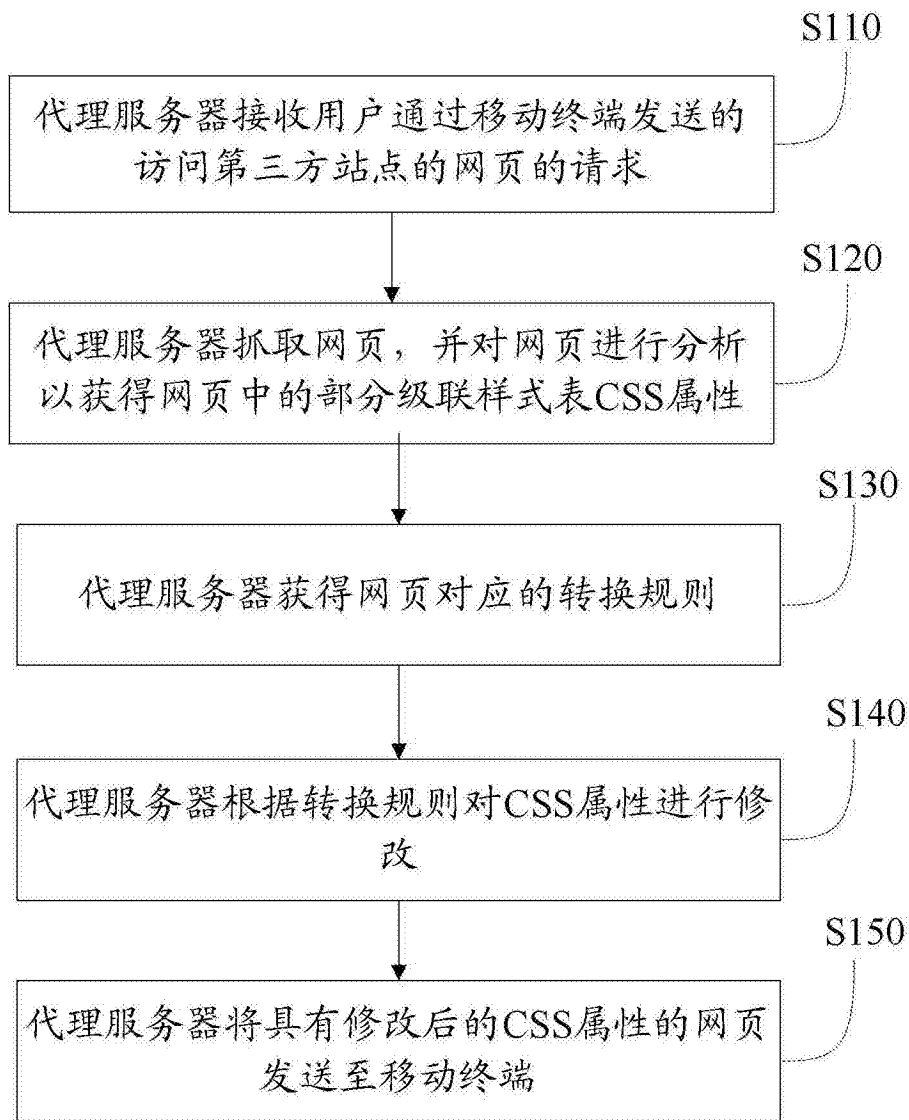 S110
代理服务器接收用户通过移动终端发送的
访问第三方站点的网页的请求
S120
代理服务器抓取网页，并对网页进行分析
以获得网页中的部分级联样式表CSS属性
S130
代理服务器获得网页对应的转换规则
S140
代理服务器根据转换规则对CSS属性进行修
改
S150
代理服务器将具有修改后的CSS属性的网页
发送至移动终端